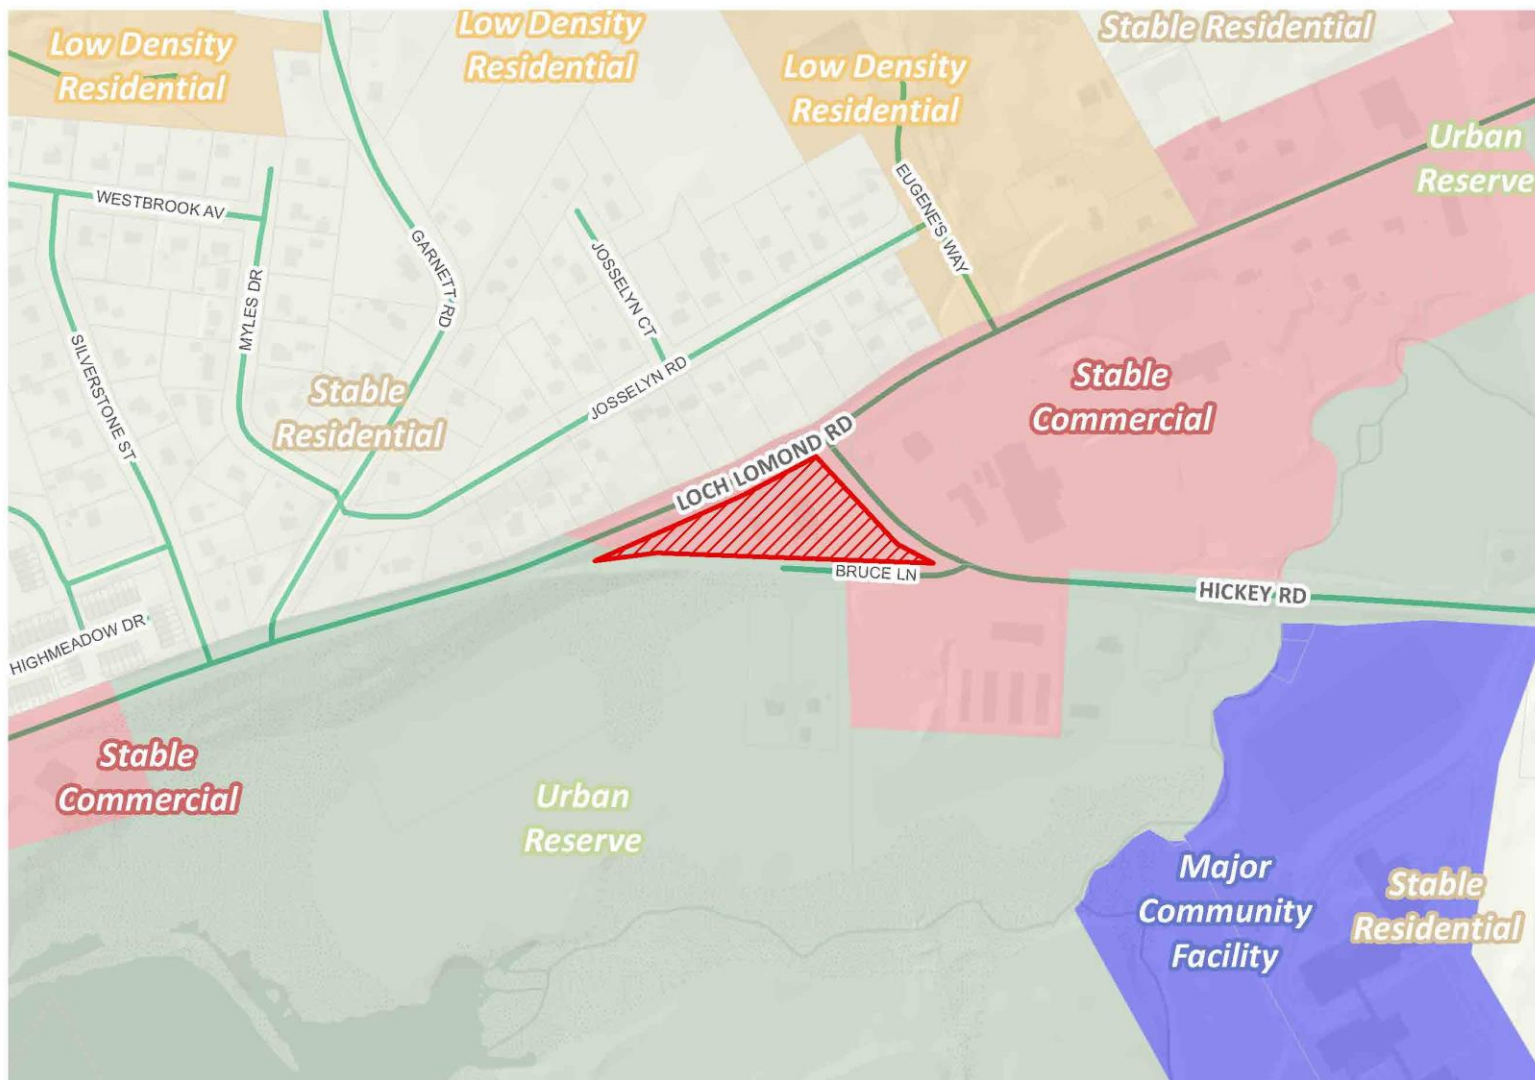 Low Density
Residential
Low Density
Residential
Low Density
Residential
Stable Residential
Urban
Reserve
WESTBROOK AV
GARNETT RD
EUGENE'S WAY
MYLES DR
JOSSELYN CT
SILVERSTONE ST
Stable
Residential
JOSSELYN RD
Stable
Commercial
LOCH LOMOND RD
BRUCE LN
HICKEY RD
HIGHMEADOW DR
Stable
Commercial
Urban
Reserve
Major
Community
Facility
Stable
Residential